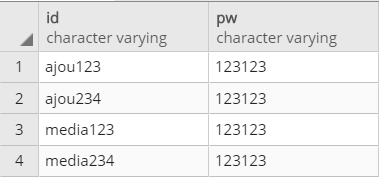 id pw
character varying character varying
1 ajou123 123123
2 ajou234 123123
3 media123 123123
4 media234 123123